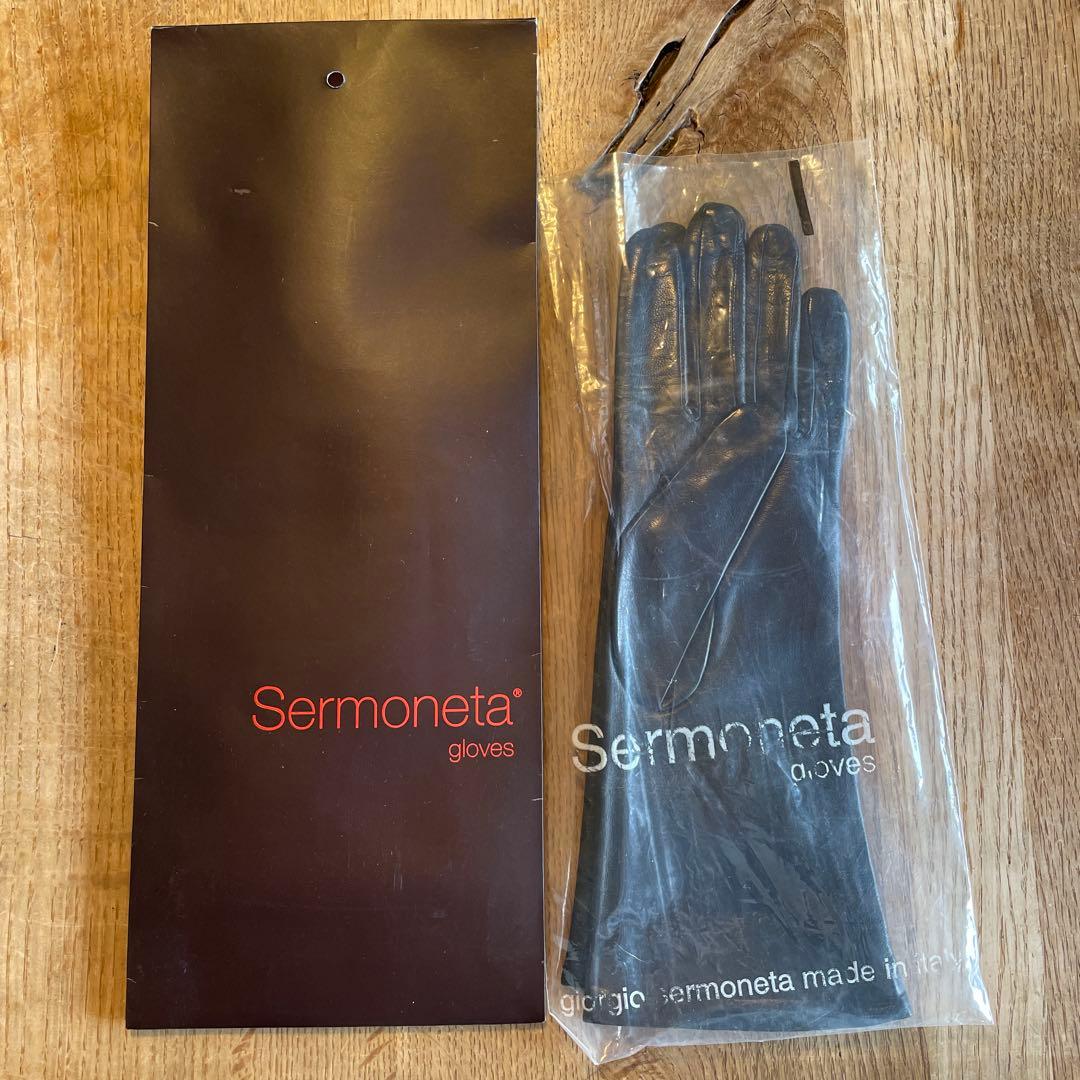 Sermoneta®
gloves
Sermoneta
gloves
giorgio sermoneta made in italy